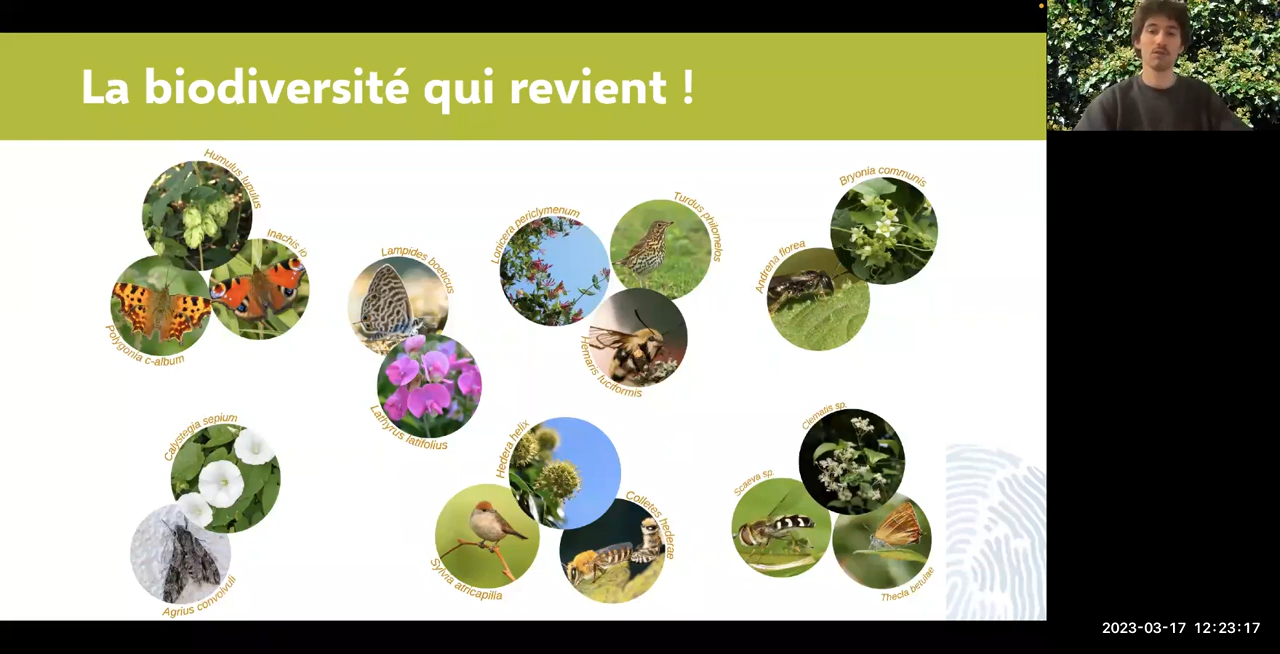 La biodiversité qui revient !
Humulus lupulus
Inachis io
Polygonia c-album
Lampides boeticus
Lathyrus latifolius
Lonicera periclymenum
Turdus philomelos
Hemaris fuciformis
Bryonia communis
Andrena florea
Calystegia sepium
Agrius convolvuli
Hedera helix
Sylvia atricapilla
Colletes hederae
Clematis sp.
Scaeva sp.
Thecla betulae
2023-03-17 12:23:17